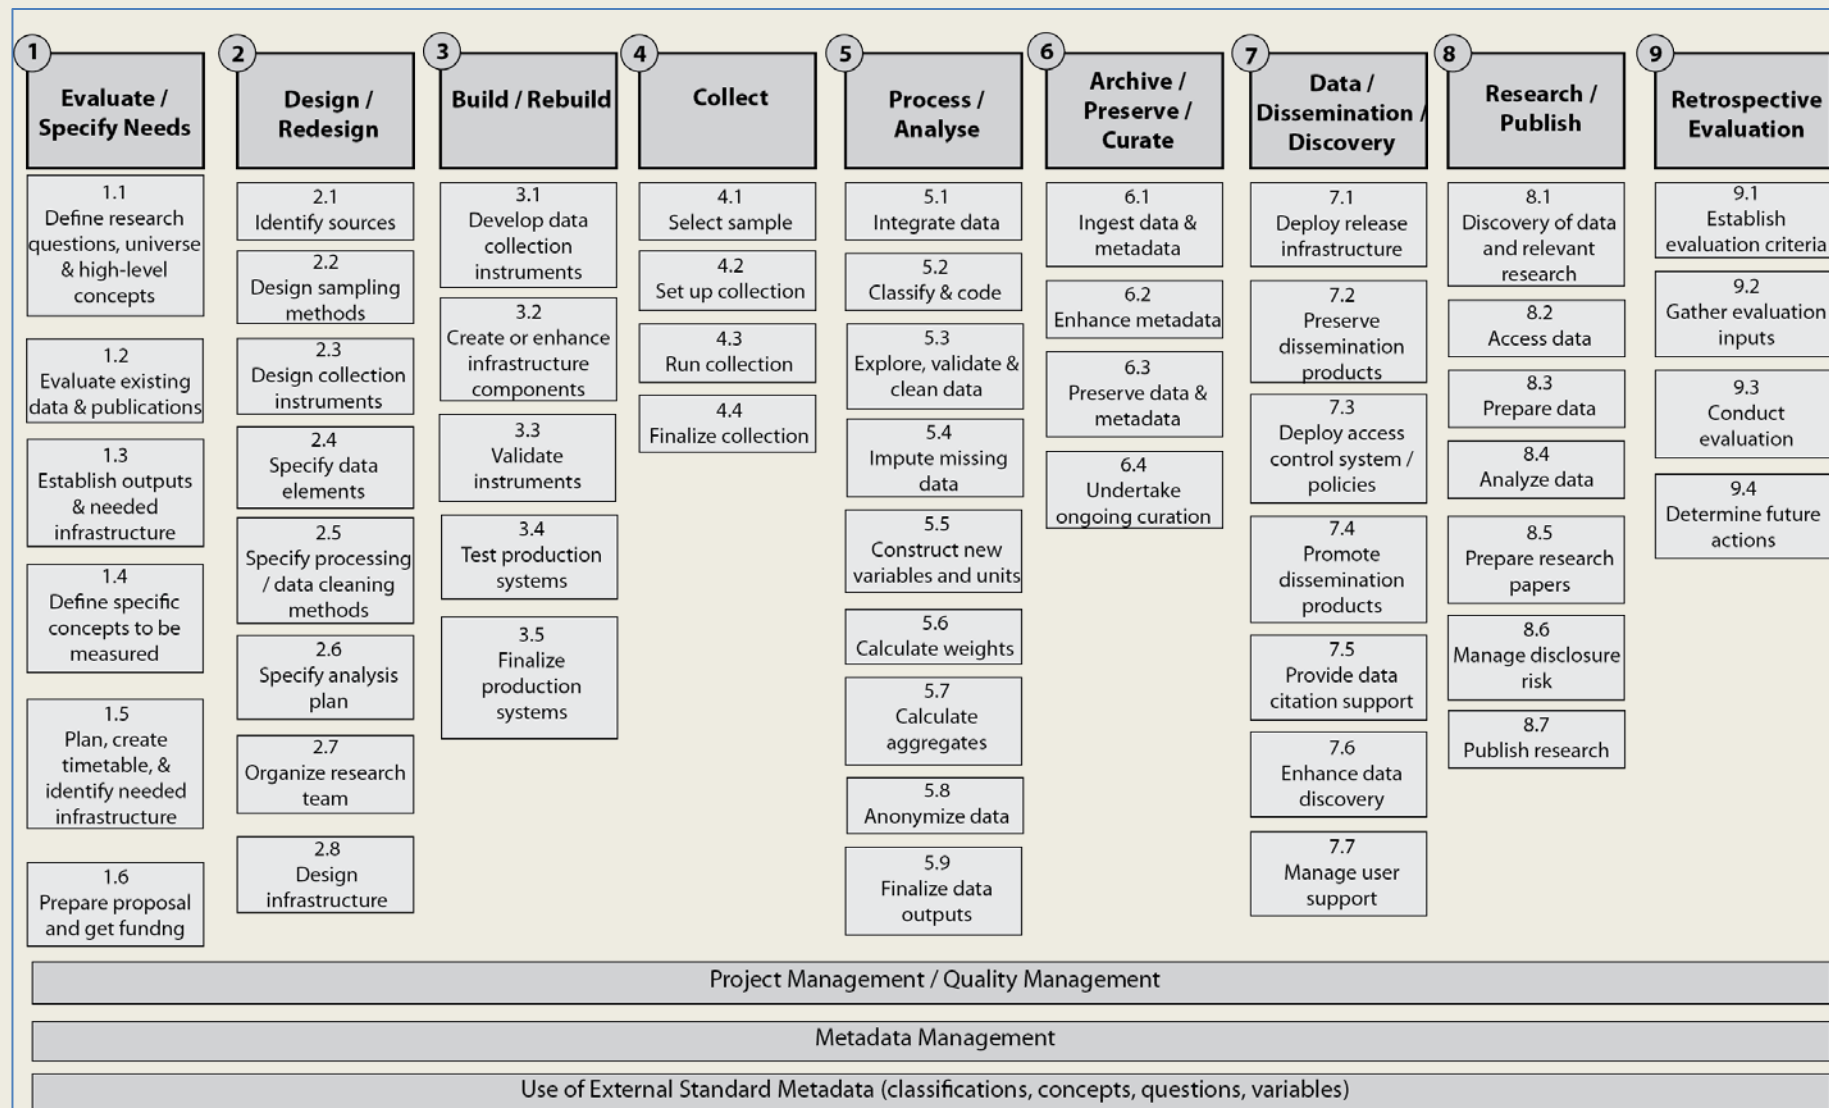 1
Evaluate /
Specify Needs
1.1
Define research
questions, universe
& high-level
concepts
1.2
Evaluate existing
data & publications
1.3
Establish outputs
& needed
infrastructure
1.4
Define specific
concepts to be
measured
1.5
Plan, create
timetable, &
identify needed
infrastructure
1.6
Prepare proposal
and get fundng
2
Design /
Redesign
2.1
Identify sources
2.2
Design sampling
methods
2.3
Design collection
instruments
2.4
Specify data
elements
2.5
Specify processing
/ data cleaning
methods
2.6
Specify analysis
plan
2.7
Organize research
team
2.8
Design
infrastructure
3
Build / Rebuild
3.1
Develop data
collection
instruments
3.2
Create or enhance
infrastructure
components
3.3
Validate
instruments
3.4
Test production
systems
3.5
Finalize
production
systems
4
Collect
4.1
Select sample
4.2
Set up collection
4.3
Run collection
4.4
Finalize collection
5
Process /
Analyse
5.1
Integrate data
5.2
Classify & code
5.3
Explore, validate &
clean data
5.4
Impute missing
data
5.5
Construct new
variables and units
5.6
Calculate weights
5.7
Calculate
aggregates
5.8
Anonymize data
5.9
Finalize data
outputs
6
Archive /
Preserve /
Curate
6.1
Ingest data &
metadata
6.2
Enhance metadata
6.3
Preserve data &
metadata
6.4
Undertake
ongoing curation
7
Data /
Dissemination /
Discovery
7.1
Deploy release
infrastructure
7.2
Preserve
dissemination
products
7.3
Deploy access
control system /
policies
7.4
Promote
dissemination
products
7.5
Provide data
citation support
7.6
Enhance data
discovery
7.7
Manage user
support
8
Research /
Publish
8.1
Discovery of data
and relevant
research
8.2
Access data
8.3
Prepare data
8.4
Analyze data
8.5
Prepare research
papers
8.6
Manage disclosure
risk
8.7
Publish research
9
Retrospective
Evaluation
9.1
Establish
evaluation criteria
9.2
Gather evaluation
inputs
9.3
Conduct
evaluation
9.4
Determine future
actions
Project Management / Quality Management
Metadata Management
Use of External Standard Metadata (classifications, concepts, questions, variables)